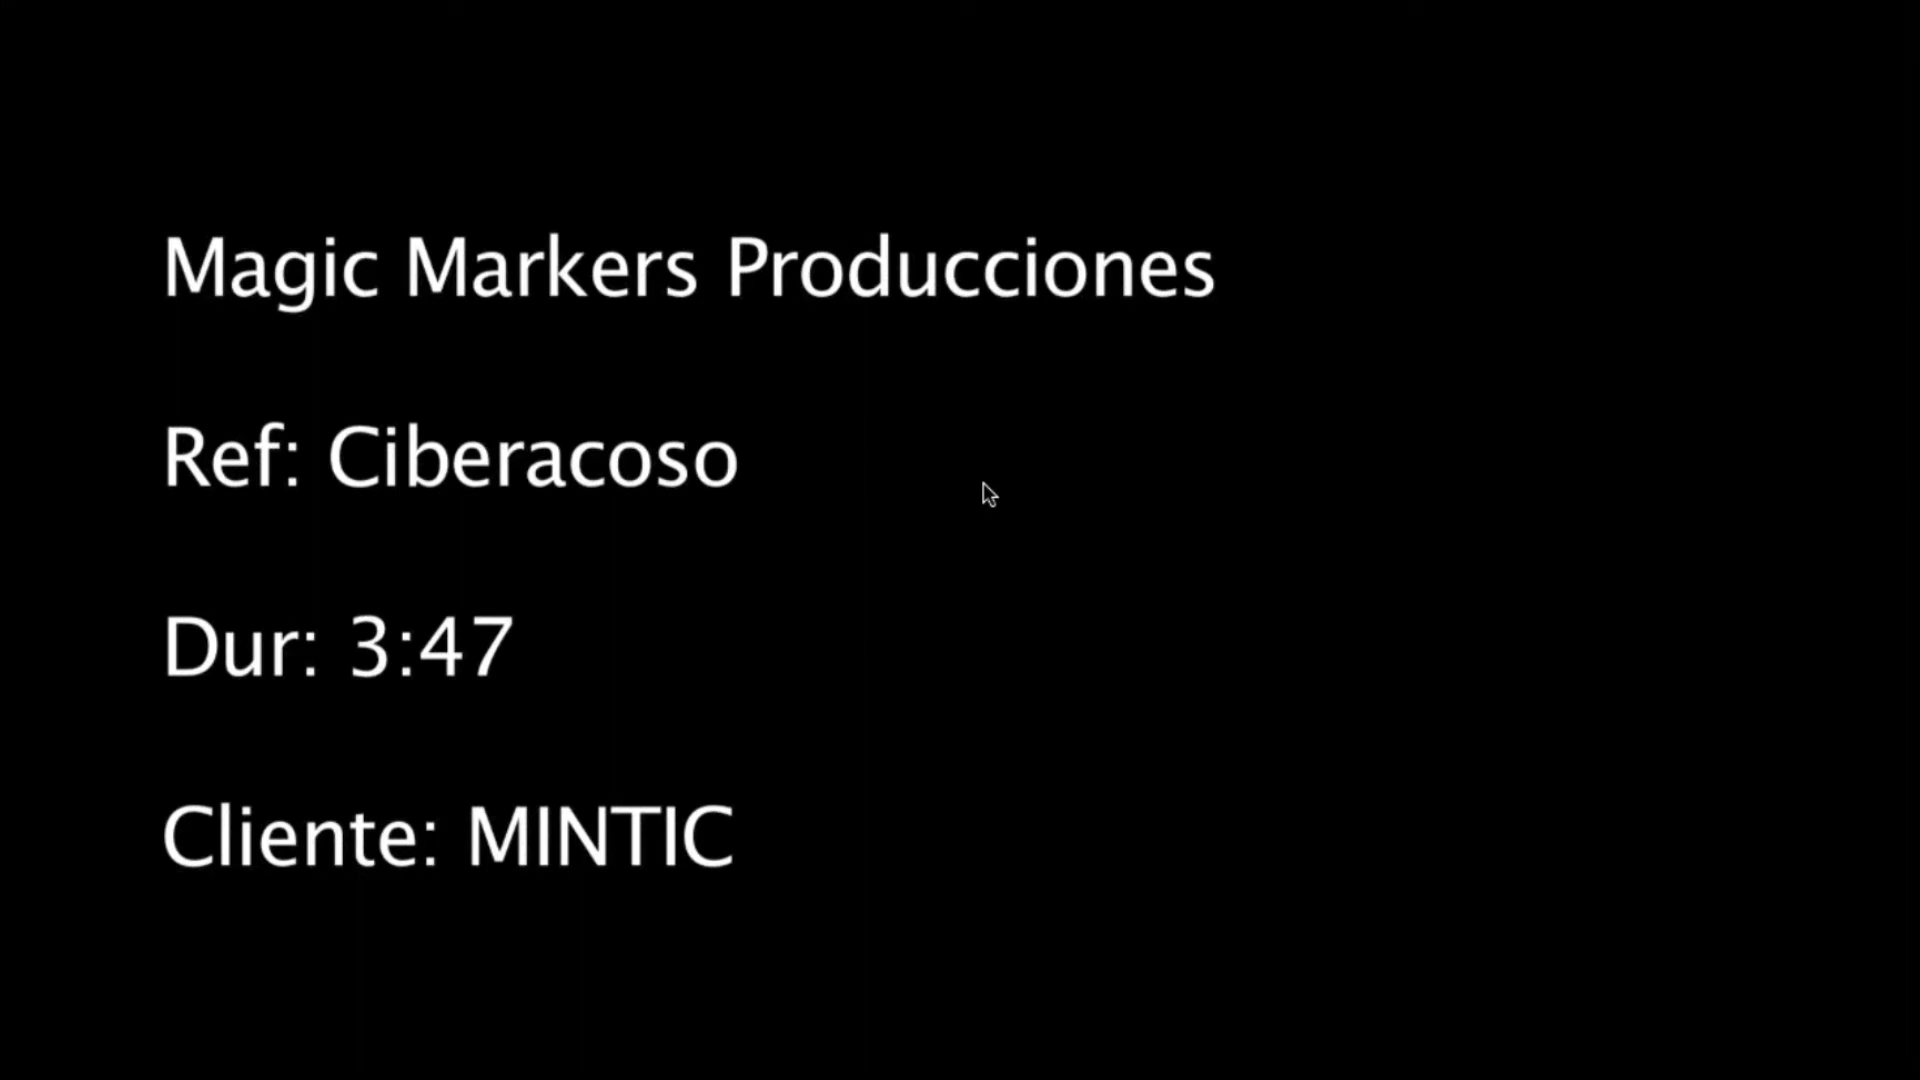 Magic Markers Producciones
Ref: Ciberacoso
Dur: 3:47
Cliente: MINTIC